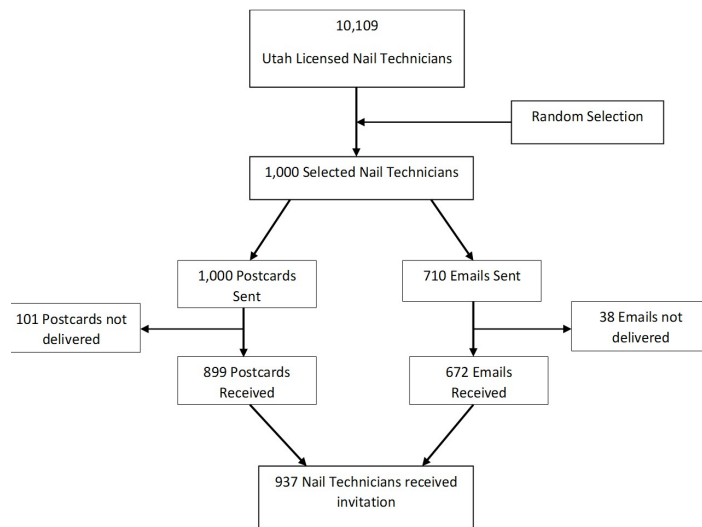 10,109
Utah Licensed Nail Technicians
Random Selection
1,000 Selected Nail Technicians
1,000 Postcards
Sent
710 Emails Sent
101 Postcards not
delivered
38 Emails not
delivered
899 Postcards
Received
672 Emails
Received
937 Nail Technicians received
invitation